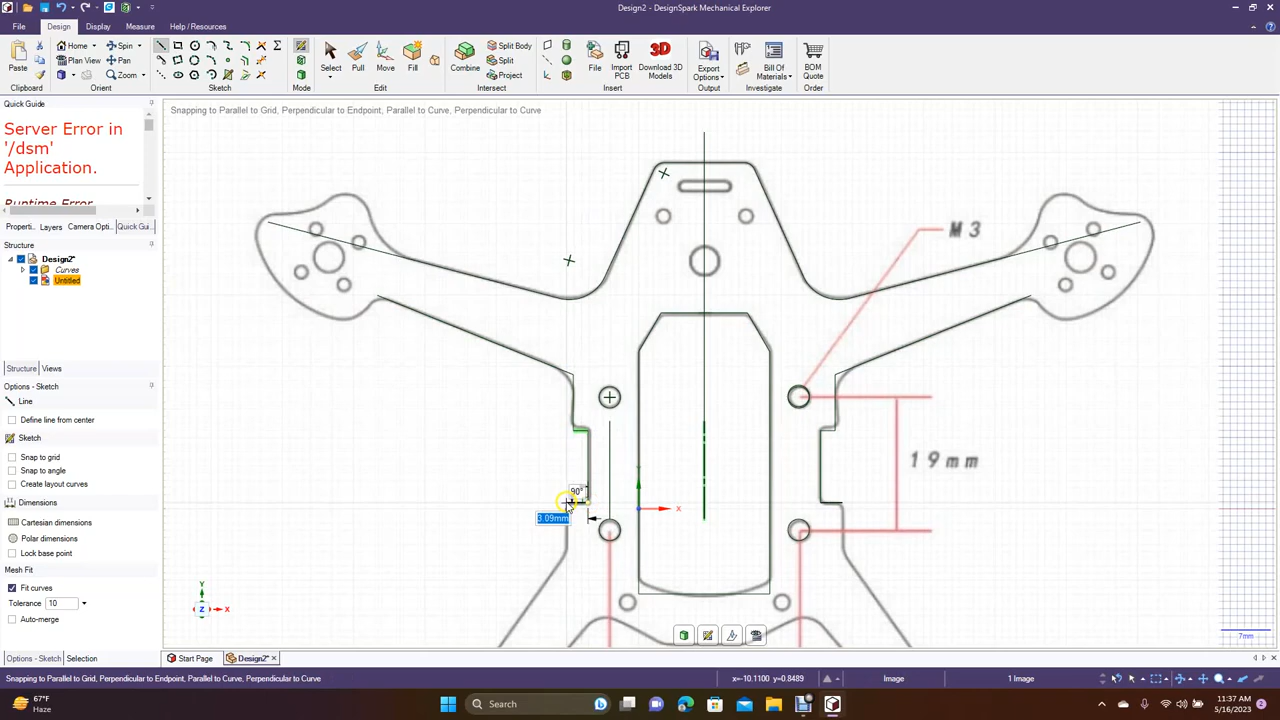 Design2 - DesignSpark Mechanical Explorer
File Design Display Measure Help / Resources
Paste Home Plan View Spin Pan Zoom Select Pull Move Fill Combine Split Body Split Project File Import PCB Download 3D Models Export Options Bill Of Materials BOM Quote
Clipboard Orient Sketch Mode Edit Intersect Insert Output Investigate Order
Quick Guide
Snapping to Parallel to Grid, Perpendicular to Endpoint, Parallel to Curve, Perpendicular to Curve
Server Error in
'/dsm'
Application.
Runtime Error
Properti... Layers Camera Opti... Quick Gui...
Structure
Design2*
Curves
Untitled
M3
19mm
90°
3.09mm
X
Structure Views
Options - Sketch
Line
Define line from center
Sketch
Snap to grid
Snap to angle
Create layout curves
Dimensions
Cartesian dimensions
Polar dimensions
Lock base point
Mesh Fit
Fit curves
Tolerance 10
Auto-merge
Y
Z X
7mm
Options - Sketch Selection
Start Page Design2*
Snapping to Parallel to Grid, Perpendicular to Endpoint, Parallel to Curve, Perpendicular to Curve
x=-10.1100 y=0.8489
Image
1 Image
67°F
Haze
Search
11:37 AM
5/16/2023